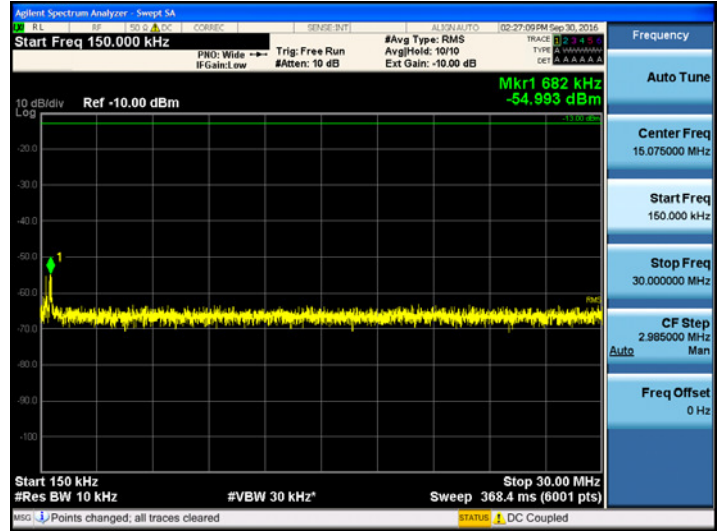 Agilent Spectrum Analyzer - Swept SA
RL RF 50 Ω DC CORREC SENSE:INT ALIGN AUTO 02:27:09 PM Sep 30, 2016
Start Freq 150.000 kHz
PNO: Wide
IFGain:Low
Trig: Free Run
#Atten: 10 dB
#Avg Type: RMS
Avg|Hold: 10/10
Ext Gain: -10.00 dB
TRACE 1 2 3 4 5 6
TYPE A
DET A A A A A A
Mkr1 682 kHz
-54.993 dBm
10 dB/div Ref -10.00 dBm
Log
-13.00 dBm
-20.0
-30.0
-40.0
-50.0
1
-60.0
RMS
-70.0
-80.0
-90.0
-100
Start 150 kHz Stop 30.00 MHz
#Res BW 10 kHz #VBW 30 kHz* Sweep 368.4 ms (6001 pts)
MSG Points changed; all traces cleared STATUS DC Coupled
Frequency
Auto Tune
Center Freq
15.075000 MHz
Start Freq
150.000 kHz
Stop Freq
30.000000 MHz
CF Step
2.985000 MHz
Auto Man
Freq Offset
0 Hz